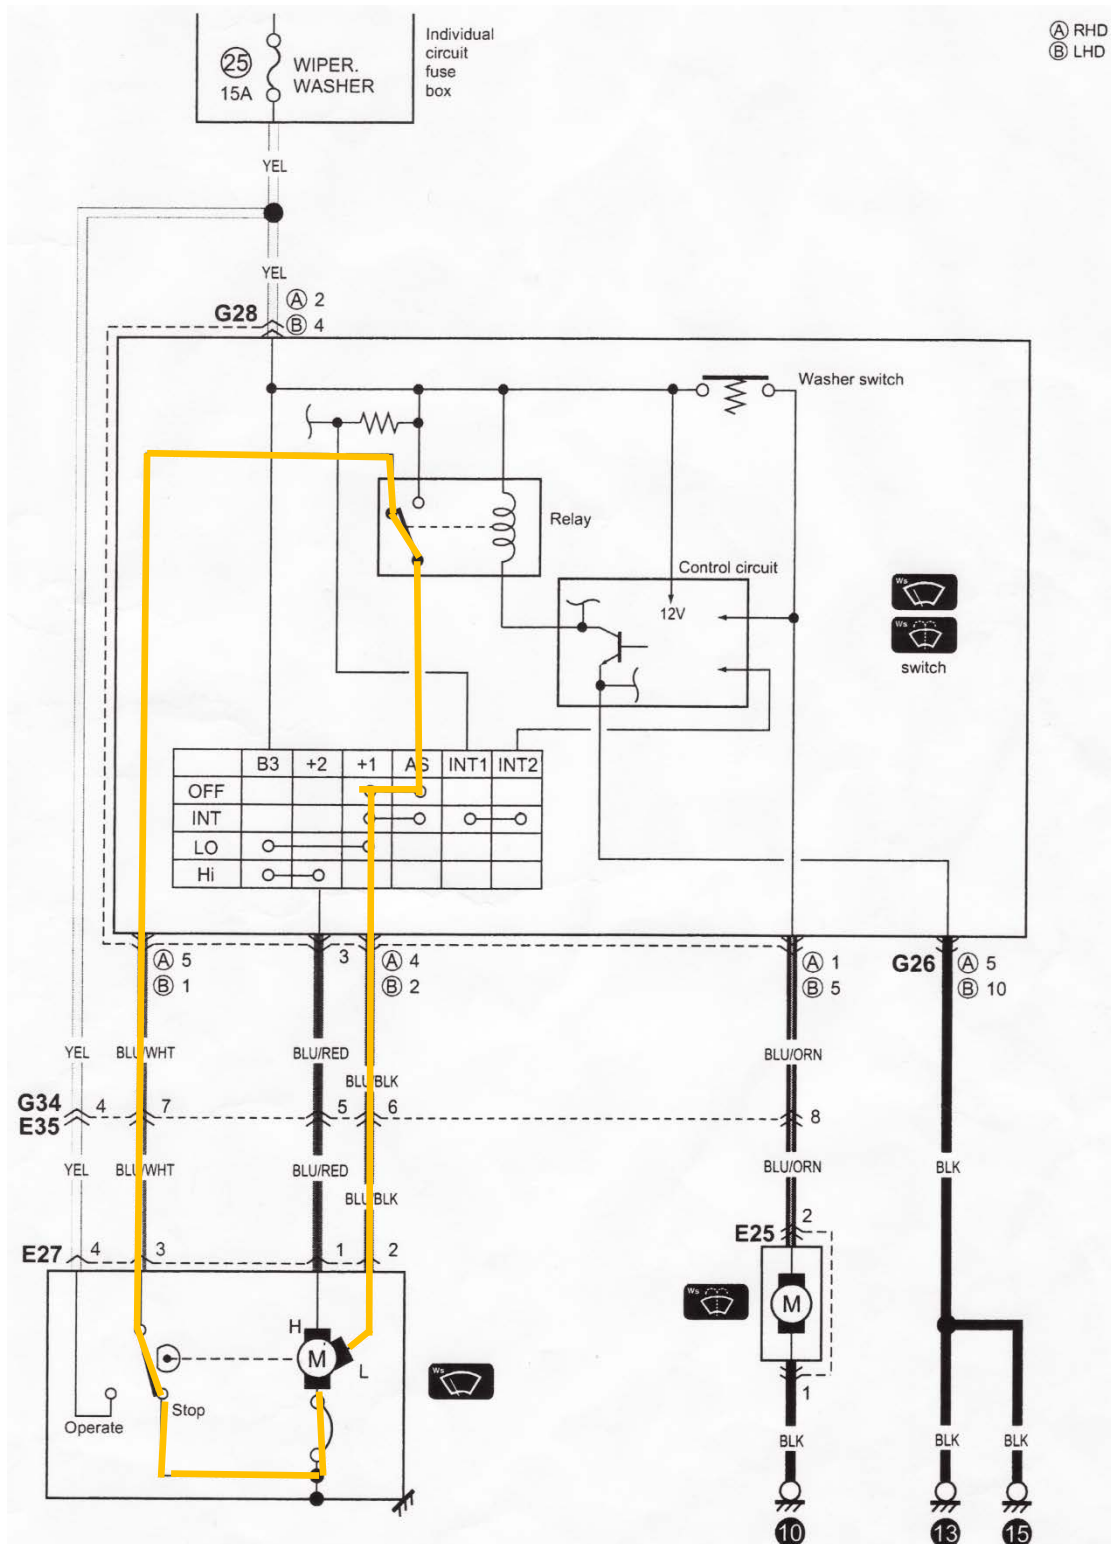 Individual
circuit
fuse
box
Ⓐ RHD
Ⓑ LHD
25
15A
WIPER.
WASHER
YEL
YEL
G28
Ⓐ 2
Ⓑ 4
Washer switch
Relay
Control circuit
12V
Ws
Ws
switch
B3 +2 +1 AS INT1 INT2
OFF
INT
LO
Hi
Ⓐ 5
Ⓑ 1
3
Ⓐ 4
Ⓑ 2
Ⓐ 1
Ⓑ 5
G26
Ⓐ 5
Ⓑ 10
YEL BLU/WHT BLU/RED BLU/ORN
BLU/BLK
G34
E35
4 7 5 6 8
YEL BLU/WHT BLU/RED BLU/ORN BLK
BLU/BLK
E27 4 3 1 2
E25 2
H
M
L
Ws
Ws
M
Stop
Operate
1
BLK BLK BLK
10 13 15